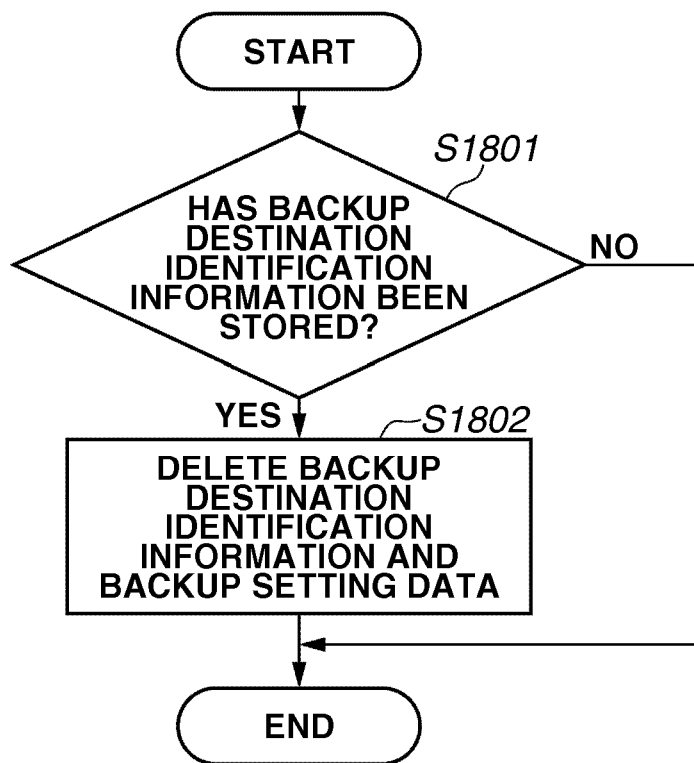 START
S1801
HAS BACKUP
DESTINATION
IDENTIFICATION
INFORMATION BEEN
STORED?
NO
YES
S1802
DELETE BACKUP
DESTINATION
IDENTIFICATION
INFORMATION AND
BACKUP SETTING DATA
END